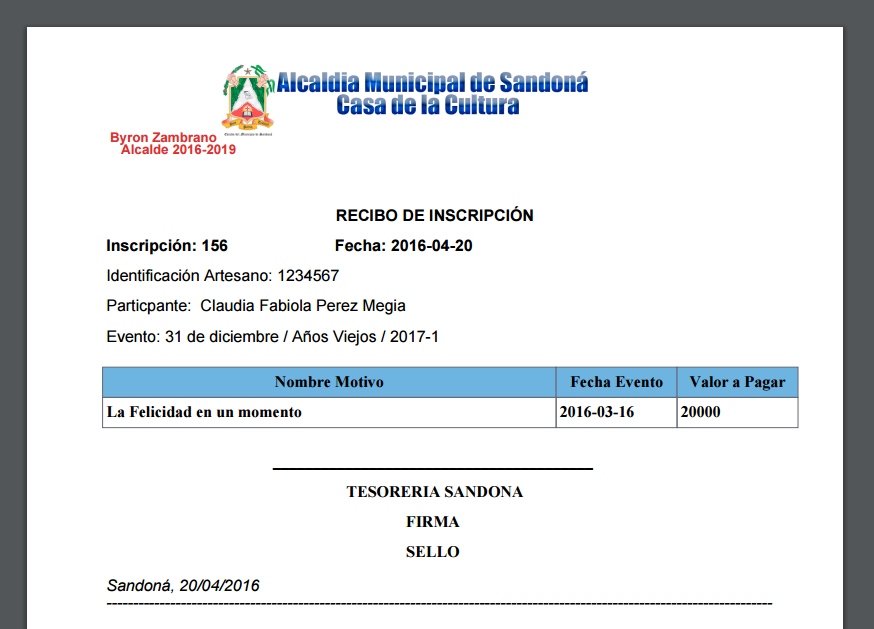 Alcaldia Municipal de Sandoná
Casa de la Cultura
Byron Zambrano
Alcalde 2016-2019
RECIBO DE INSCRIPCIÓN
Inscripción: 156 Fecha: 2016-04-20
Identificación Artesano: 1234567
Particpante: Claudia Fabiola Perez Megia
Evento: 31 de diciembre / Años Viejos / 2017-1
Nombre Motivo Fecha Evento Valor a Pagar
La Felicidad en un momento 2016-03-16 20000
TESORERIA SANDONA
FIRMA
SELLO
Sandoná, 20/04/2016